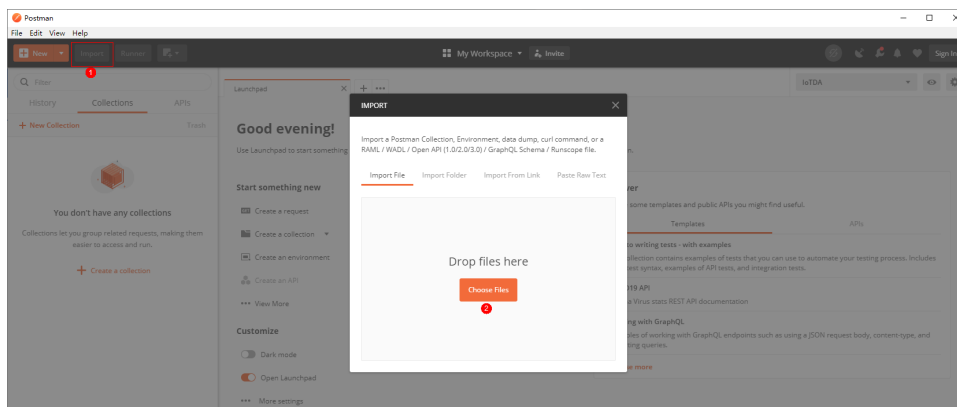 Postman
File Edit View Help
New
Import
Runner
My Workspace
Invite
Sign In
1
Filter
History
Collections
APIs
+ New Collection
Trash
You don't have any collections
Collections let you group related requests, making them
easier to access and run.
+ Create a collection
Launchpad
IoTDA
Good evening!
Use Launchpad to start something
Start something new
Create a request
Create a collection
Create an environment
Create an API
View More
Customize
Dark mode
Open Launchpad
More settings
IMPORT
Import a Postman Collection, Environment, data dump, curl command, or a
RAML / WADL / Open API (1.0/2.0/3.0) / GraphQL Schema / Runscope file.
Import File
Import Folder
Import From Link
Paste Raw Text
Drop files here
Choose Files
2
some templates and public APIs you might find useful.
Templates
APIs
to writing tests - with examples
collection contains examples of tests that you can use to automate your testing process. Includes
test syntax, examples of API tests, and integration tests.
019 API
Virus stats REST API documentation
ng with GraphQL
les of working with GraphQL endpoints such as using a JSON request body, content-type, and
ting queries.
more